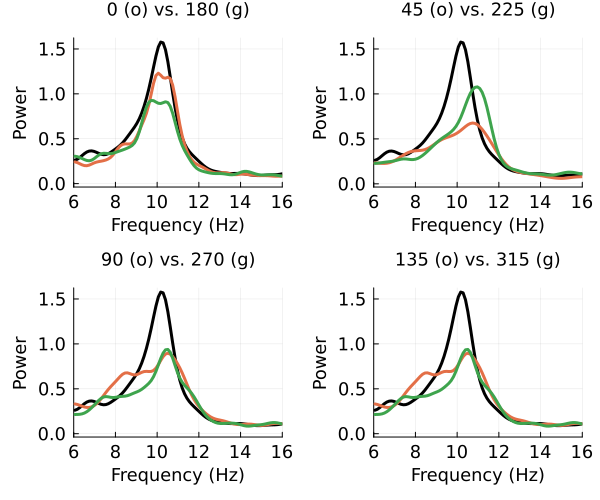 0 (o) vs. 180 (g)
45 (o) vs. 225 (g)
1.5
1.0
0.5
0.0
Power
6 8 10 12 14 16
Frequency (Hz)
1.5
1.0
0.5
0.0
Power
6 8 10 12 14 16
Frequency (Hz)
90 (o) vs. 270 (g)
135 (o) vs. 315 (g)
1.5
1.0
0.5
0.0
Power
6 8 10 12 14 16
Frequency (Hz)
1.5
1.0
0.5
0.0
Power
6 8 10 12 14 16
Frequency (Hz)